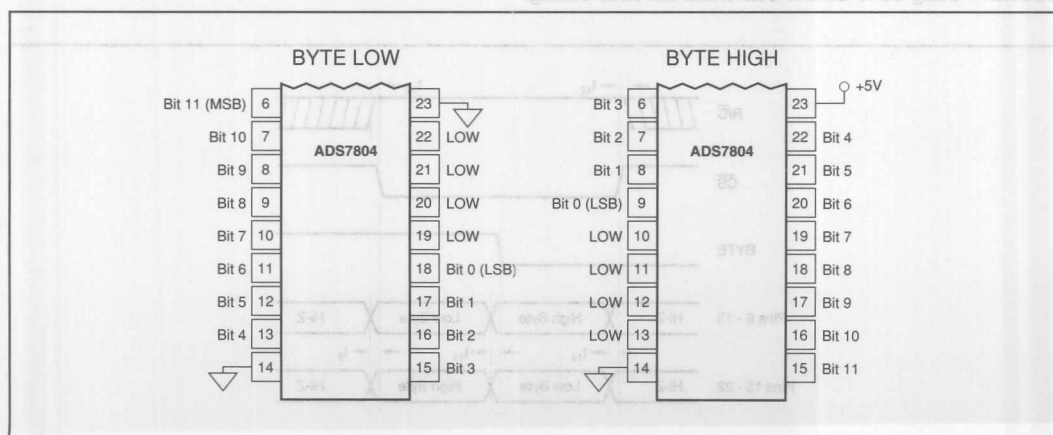 BYTE LOW
Bit 11 (MSB) 6 23
Bit 10 7 22 LOW
ADS7804
Bit 9 8 21 LOW
Bit 8 9 20 LOW
Bit 7 10 19 LOW
Bit 6 11 18 Bit 0 (LSB)
Bit 5 12 17 Bit 1
Bit 4 13 16 Bit 2
14 15 Bit 3
BYTE HIGH
+5V
Bit 3 6 23
Bit 2 7 22 Bit 4
ADS7804
Bit 1 8 21 Bit 5
Bit 0 (LSB) 9 20 Bit 6
LOW 10 19 Bit 7
LOW 11 18 Bit 8
LOW 12 17 Bit 9
LOW 13 16 Bit 10
14 15 Bit 11